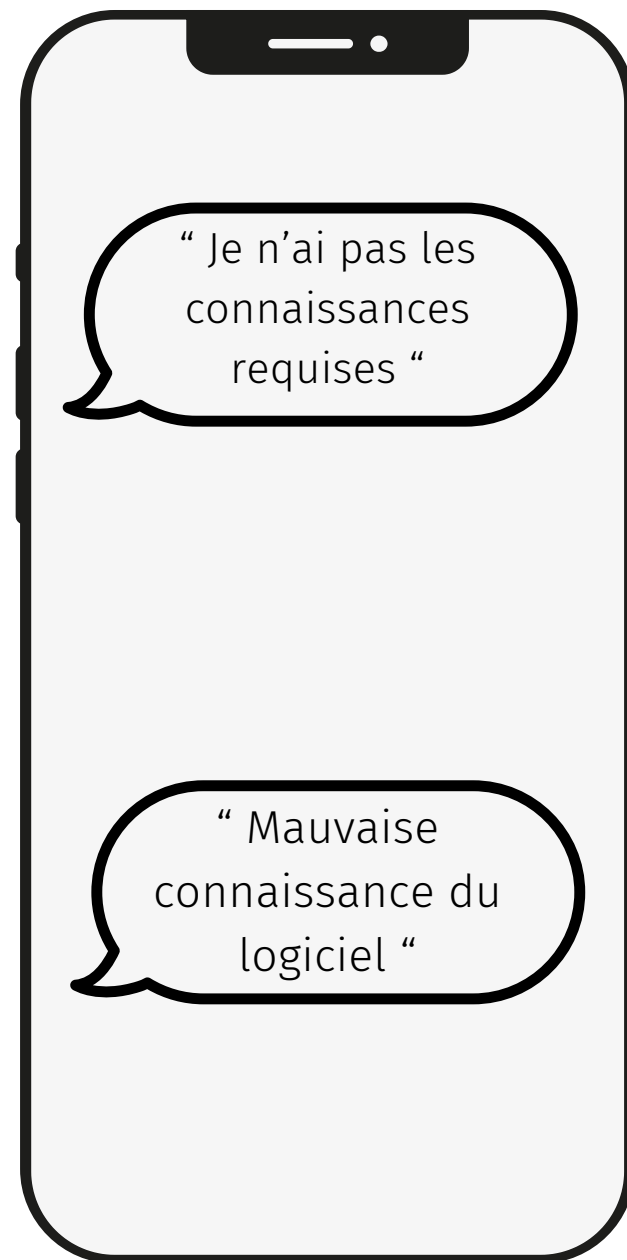 “ Je n’ai pas les
connaissances
requises “
“ Mauvaise
connaissance du
logiciel “